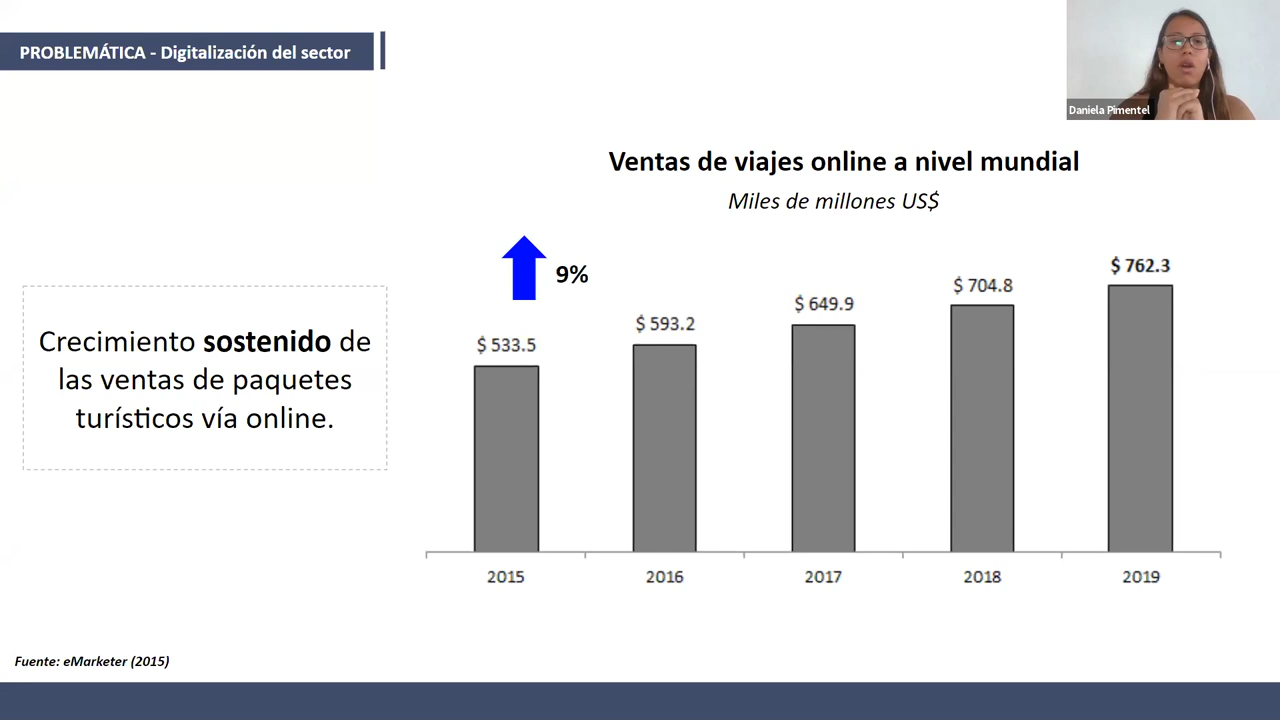 PROBLEMÁTICA - Digitalización del sector
Daniela Pimentel
Ventas de viajes online a nivel mundial
Miles de millones US$
9%
$ 533.5
$ 593.2
$ 649.9
$ 704.8
$ 762.3
Crecimiento sostenido de
las ventas de paquetes
turísticos vía online.
2015
2016
2017
2018
2019
Fuente: eMarketer (2015)